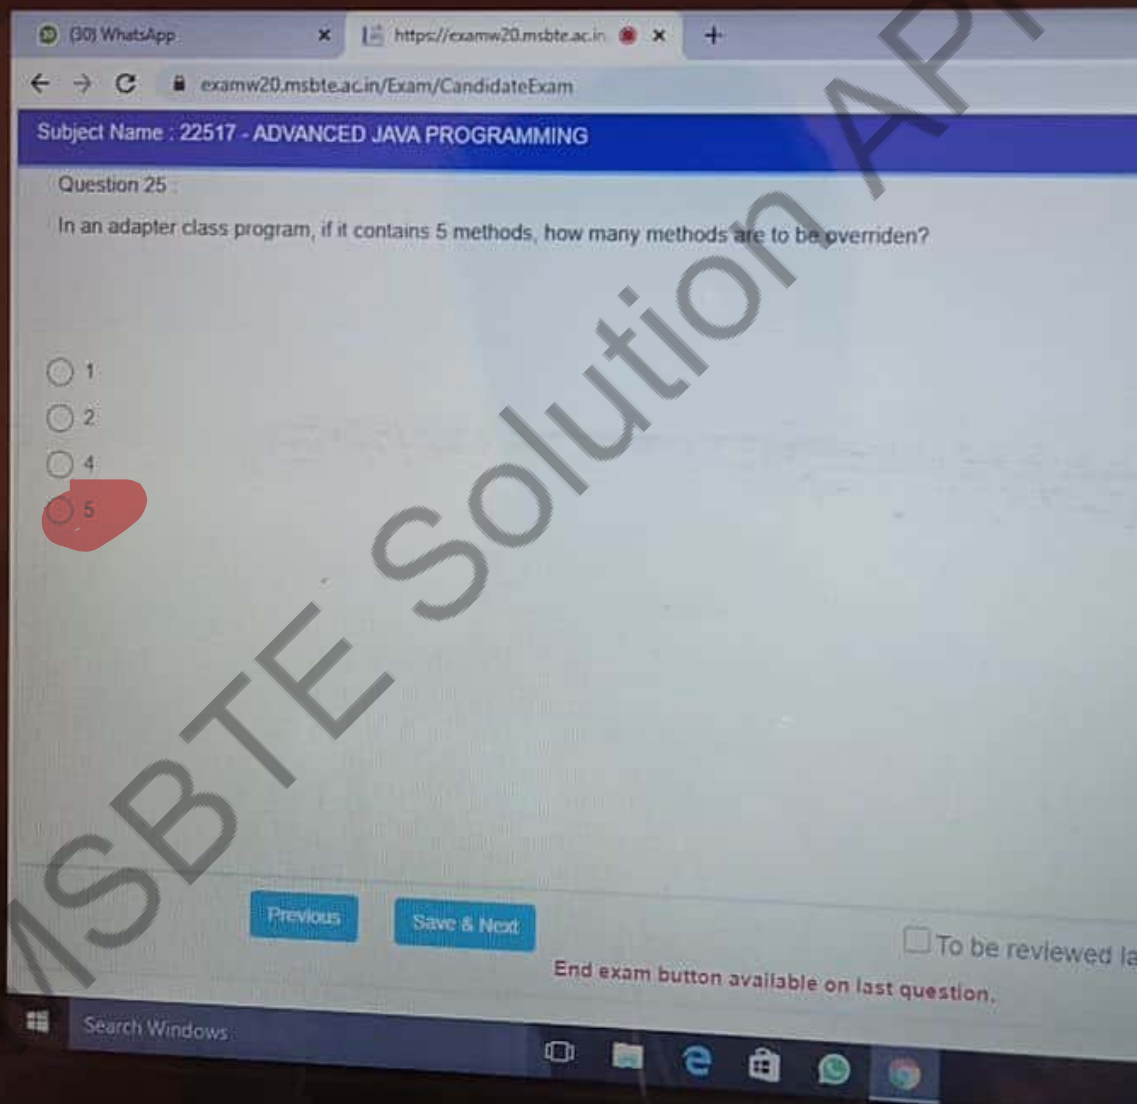 (30) WhatsApp
https://examw20.msbte.ac.in
examw20.msbte.ac.in/Exam/CandidateExam
Subject Name : 22517 - ADVANCED JAVA PROGRAMMING
Question 25 :
In an adapter class program, if it contains 5 methods, how many methods are to be overriden?
1
2
4
5
MSBTE Solution AP
Previous
Save & Next
To be reviewed la
End exam button available on last question.
Search Windows